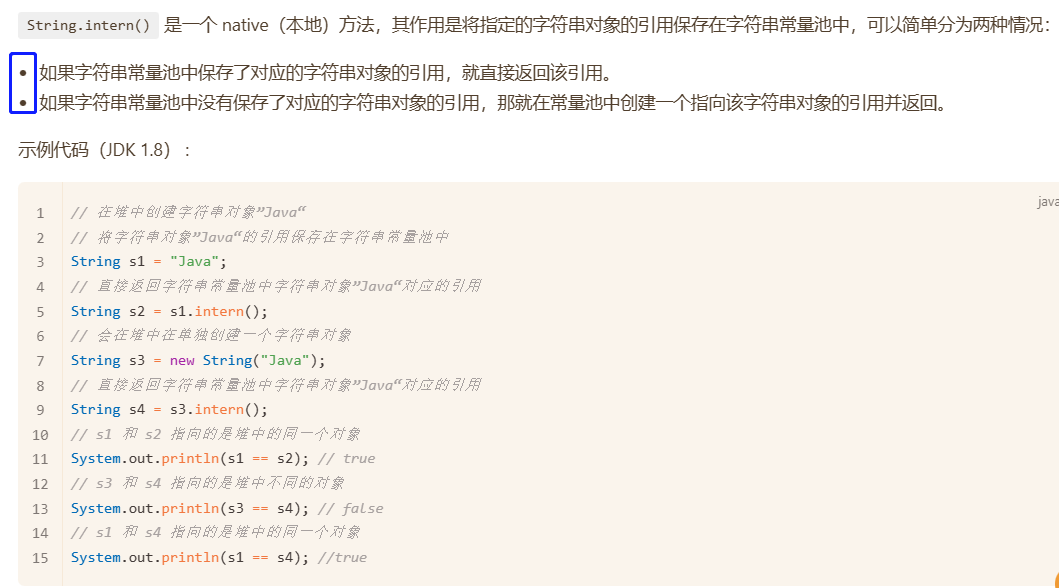 String.intern() 是一个 native（本地）方法，其作用是将指定的字符串对象的引用保存在字符串常量池中，可以简单分为两种情况：
• 如果字符串常量池中保存了对应的字符串对象的引用，就直接返回该引用。
• 如果字符串常量池中没有保存了对应的字符串对象的引用，那就在常量池中创建一个指向该字符串对象的引用并返回。
示例代码（JDK 1.8）：
java
1 // 在堆中创建字符串对象”Java“
2 // 将字符串对象”Java“的引用保存在字符串常量池中
3 String s1 = "Java";
4 // 直接返回字符串常量池中字符串对象”Java“对应的引用
5 String s2 = s1.intern();
6 // 会在堆中在单独创建一个字符串对象
7 String s3 = new String("Java");
8 // 直接返回字符串常量池中字符串对象”Java“对应的引用
9 String s4 = s3.intern();
10 // s1 和 s2 指向的是堆中的同一个对象
11 System.out.println(s1 == s2); // true
12 // s3 和 s4 指向的是堆中不同的对象
13 System.out.println(s3 == s4); // false
14 // s1 和 s4 指向的是堆中的同一个对象
15 System.out.println(s1 == s4); //true